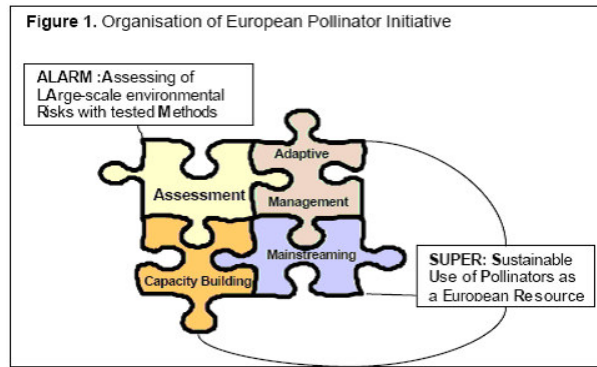 Figure 1. Organisation of European Pollinator Initiative
ALARM :Assessing of
LArge-scale environmental
Risks with tested Methods
Adaptive
Assessment
Management
Mainstreaming
Capacity Building
SUPER: Sustainable
Use of Pollinators as
a European Resource